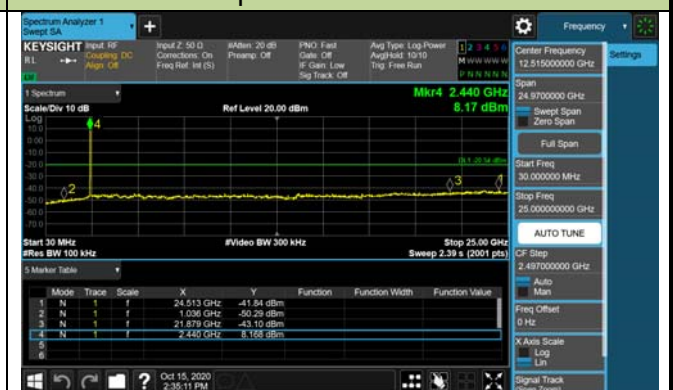 Spectrum Analyzer 1
Swept SA
Frequency
KEYSIGHT Input: RF Input Z: 50 Ω #Atten: 20 dB PNO: Fast Avg Type: Log-Power 1 2 3 4 5 6
RL Coupling: DC Corrections: On Preamp: Off Gate: Off Avg|Hold: 10/10 M W W W W W
Align: Off Freq Ref: Int (S) IF Gain: Low Trig: Free Run
Sig Track: Off P N N N N N
1 Spectrum
Mkr4 2.440 GHz
Scale/Div 10 dB Ref Level 20.00 dBm 8.17 dBm
Log
10.0
0.00
-10.0
-20.0
-30.0
-40.0
-50.0
-60.0
-70.0
4
2
3
Start 30 MHz #Video BW 300 kHz Stop 25.00 GHz
#Res BW 100 kHz Sweep 2.39 s (2001 pts)
5 Marker Table
Mode Trace Scale X Y Function Function Width Function Value
1 N 1 f 24.513 GHz -41.84 dBm
2 N 1 f 1.036 GHz -50.29 dBm
3 N 1 f 21.879 GHz -43.10 dBm
4 N 1 f 2.440 GHz 8.168 dBm
5
6
Oct 15, 2020
2:35:11 PM
Center Frequency
12.515000000 GHz
Settings
Span
24.9700000 GHz
Swept Span
Zero Span
Full Span
Start Freq
30.000000 MHz
Stop Freq
25.000000000 GHz
AUTO TUNE
CF Step
2.497000000 GHz
Auto
Man
Freq Offset
0 Hz
X Axis Scale
Log
Lin
Signal Track
(Span Zoom)